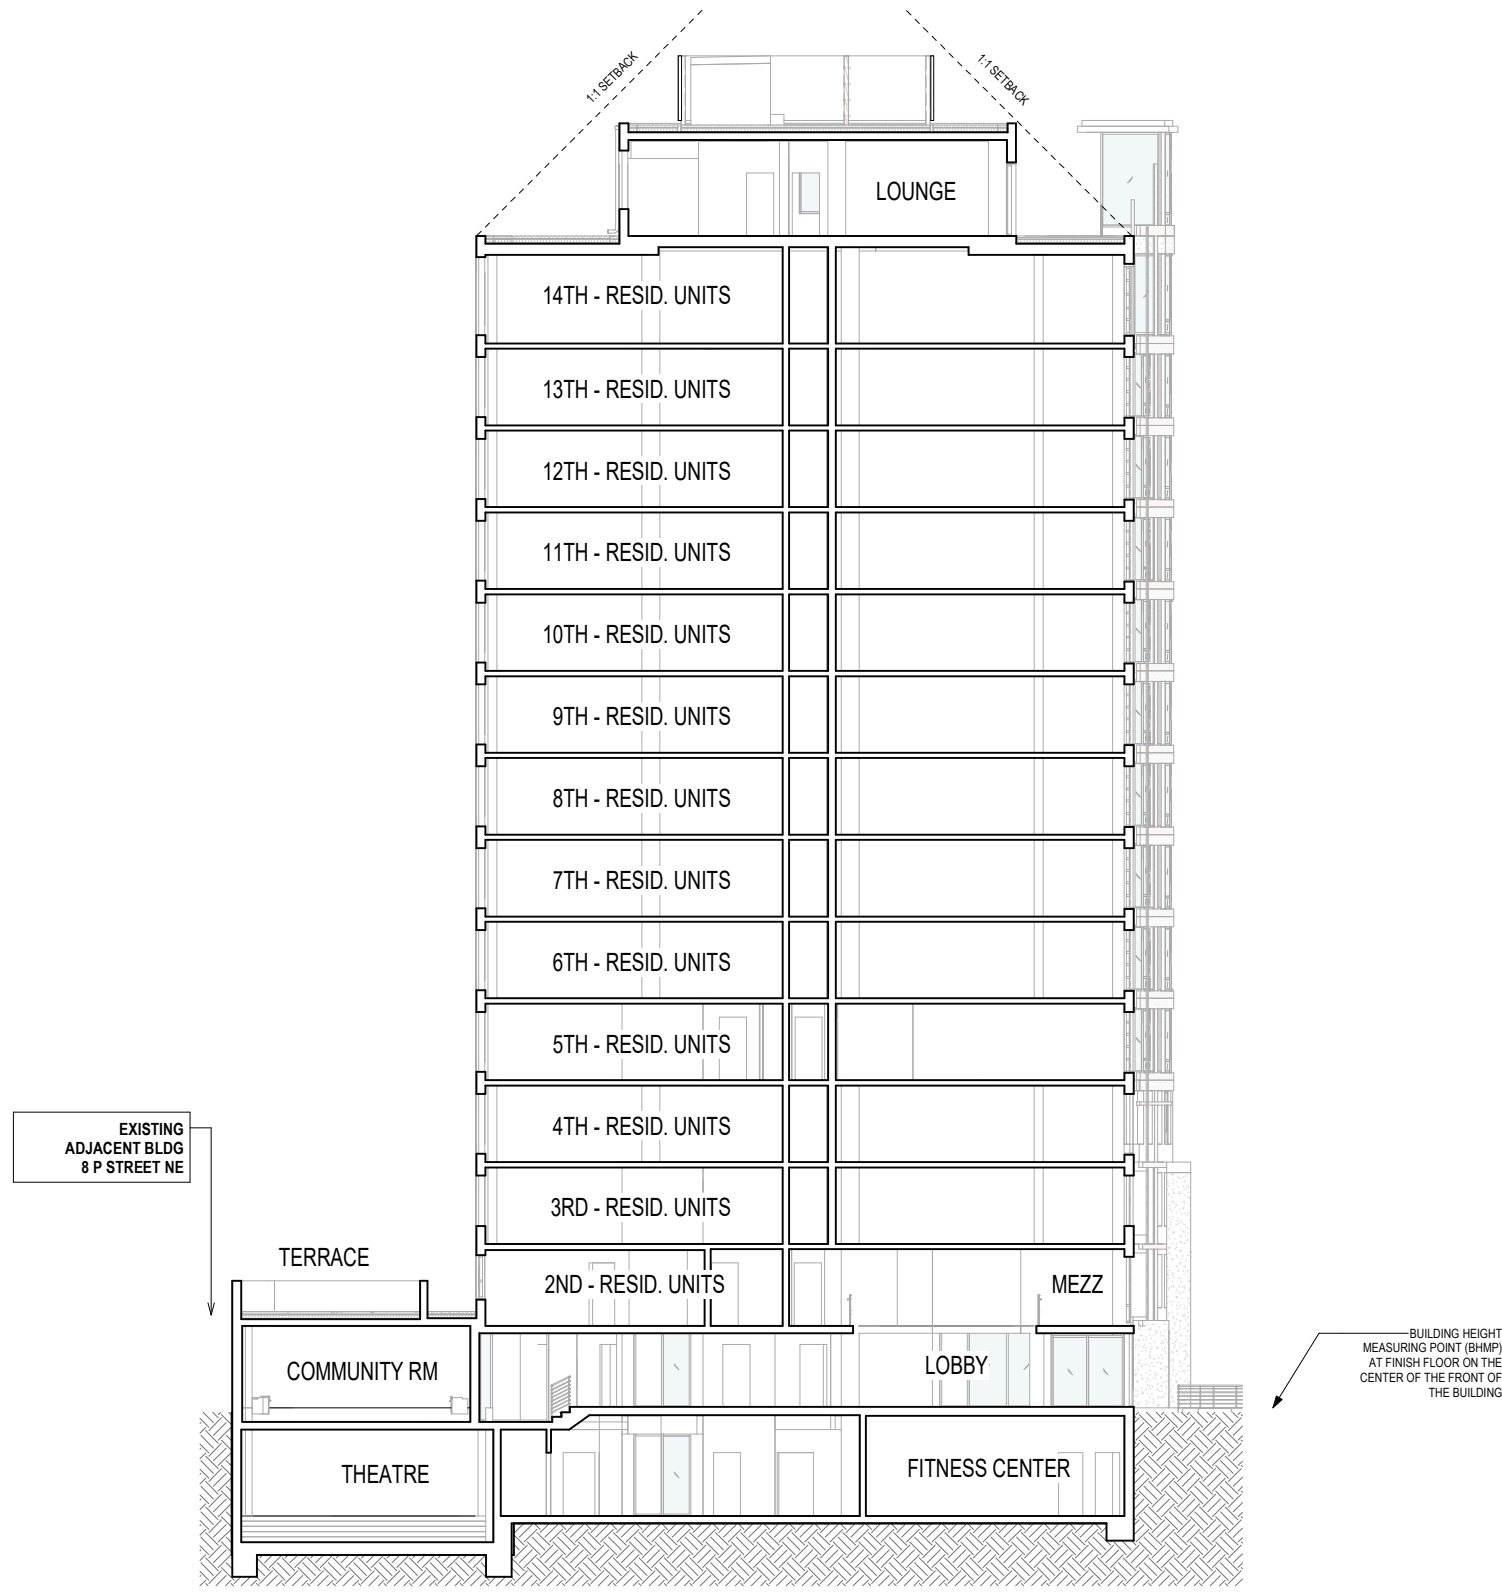 1:1 SETBACK
1:1 SETBACK
LOUNGE
14TH - RESID. UNITS
13TH - RESID. UNITS
12TH - RESID. UNITS
11TH - RESID. UNITS
10TH - RESID. UNITS
9TH - RESID. UNITS
8TH - RESID. UNITS
7TH - RESID. UNITS
6TH - RESID. UNITS
5TH - RESID. UNITS
4TH - RESID. UNITS
EXISTING
ADJACENT BLDG
8 P STREET NE
3RD - RESID. UNITS
TERRACE
2ND - RESID. UNITS
MEZZ
COMMUNITY RM
LOBBY
BUILDING HEIGHT
MEASURING POINT (BHMP)
AT FINISH FLOOR ON THE
CENTER OF THE FRONT OF
THE BUILDING
THEATRE
FITNESS CENTER